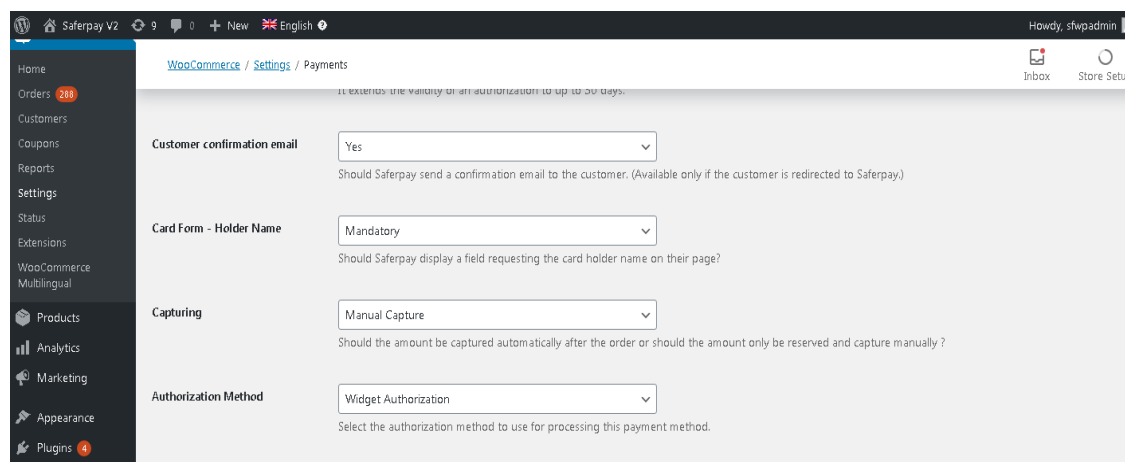 Saferpay V2 9 0 + New English
Howdy, sfwpadmin
Home
Orders 288
Customers
Coupons
Reports
Settings
Status
Extensions
WooCommerce
Multilingual
Products
Analytics
Marketing
Appearance
Plugins 4
WooCommerce / Settings / Payments
Inbox
Store Setu
It extends the validity of an authorization to up to 30 days.
Customer confirmation email
Yes
Should Saferpay send a confirmation email to the customer. (Available only if the customer is redirected to Saferpay.)
Card Form - Holder Name
Mandatory
Should Saferpay display a field requesting the card holder name on their page?
Capturing
Manual Capture
Should the amount be captured automatically after the order or should the amount only be reserved and capture manually ?
Authorization Method
Widget Authorization
Select the authorization method to use for processing this payment method.